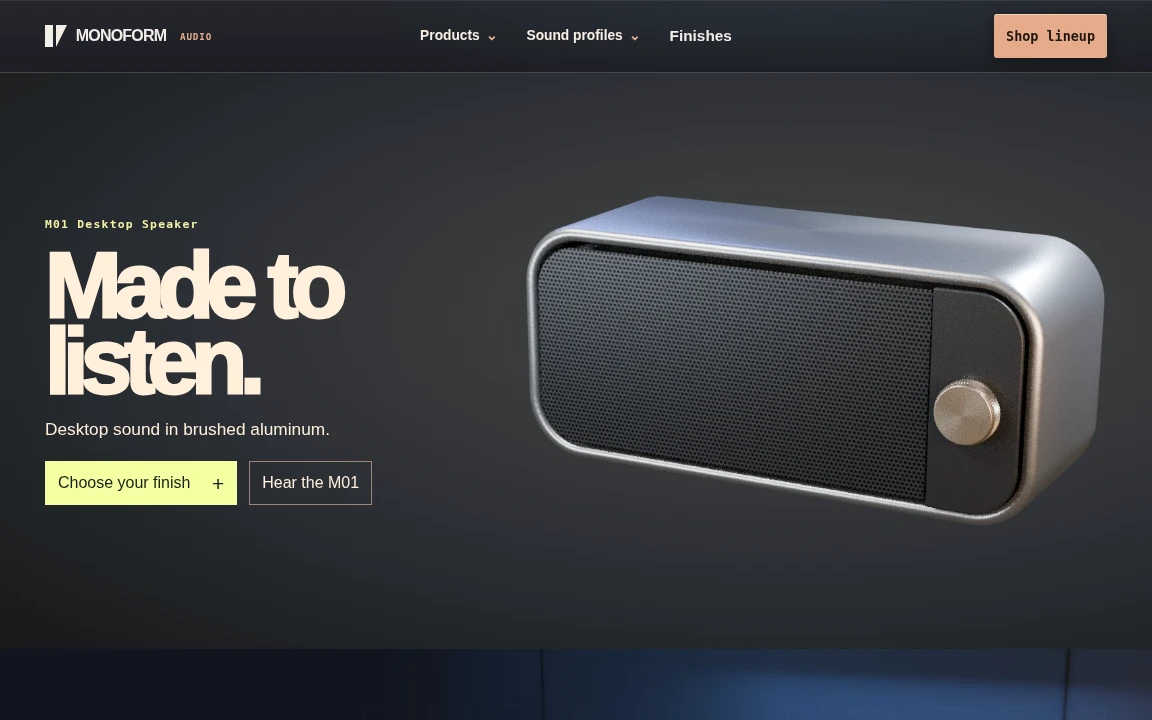 MONOFORM AUDIO
Products
Sound profiles
Finishes
Shop lineup
M01 Desktop Speaker
Made to
listen.
Desktop sound in brushed aluminum.
Choose your finish +
Hear the M01